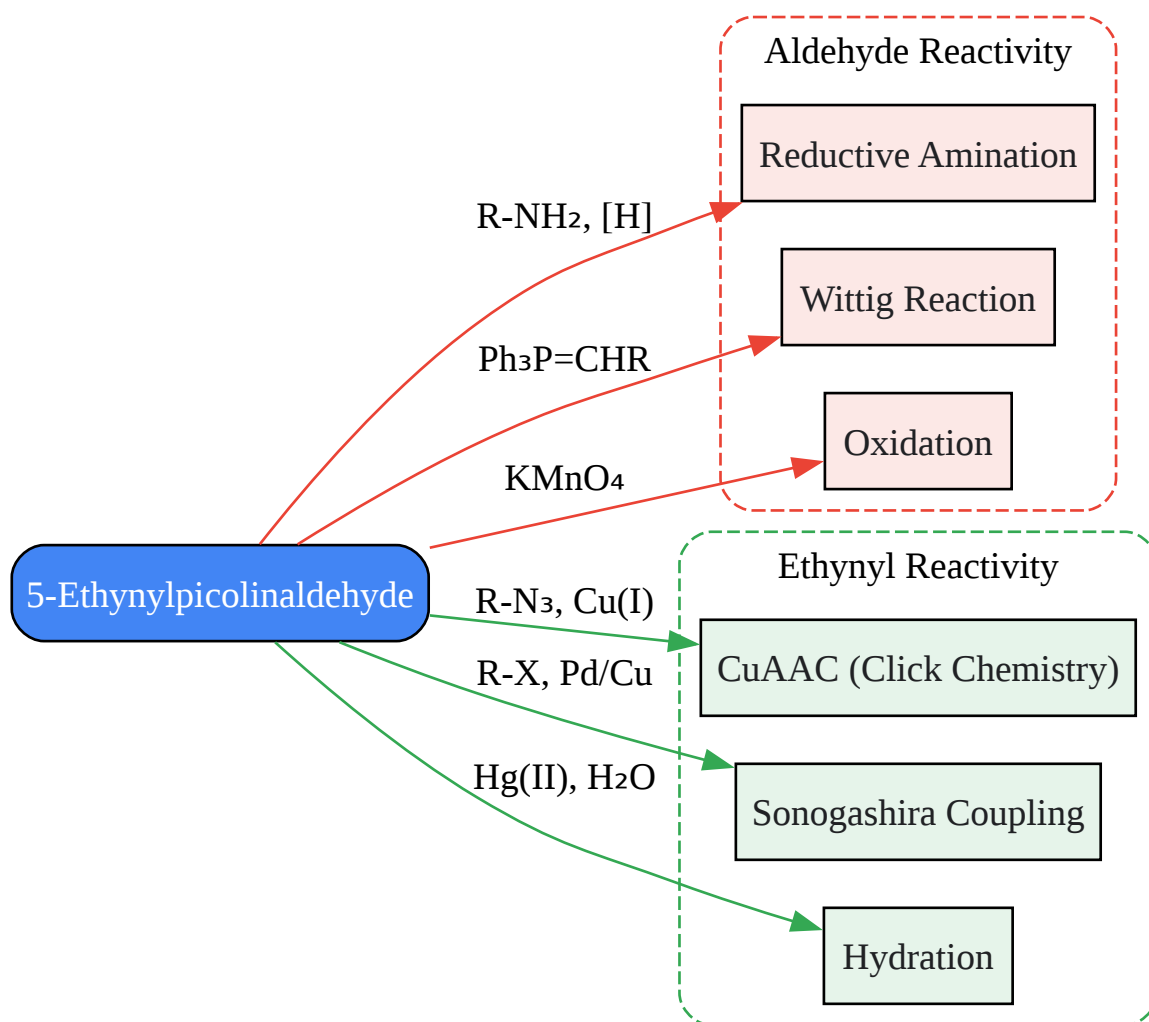 Aldehyde Reactivity
Reductive Amination
R-NH₂, [H]
Wittig Reaction
Ph₃P=CHR
Oxidation
KMnO₄
5-Ethynylpicolinaldehyde
Ethynyl Reactivity
R-N₃, Cu(I)
CuAAC (Click Chemistry)
R-X, Pd/Cu
Sonogashira Coupling
Hg(II), H₂O
Hydration